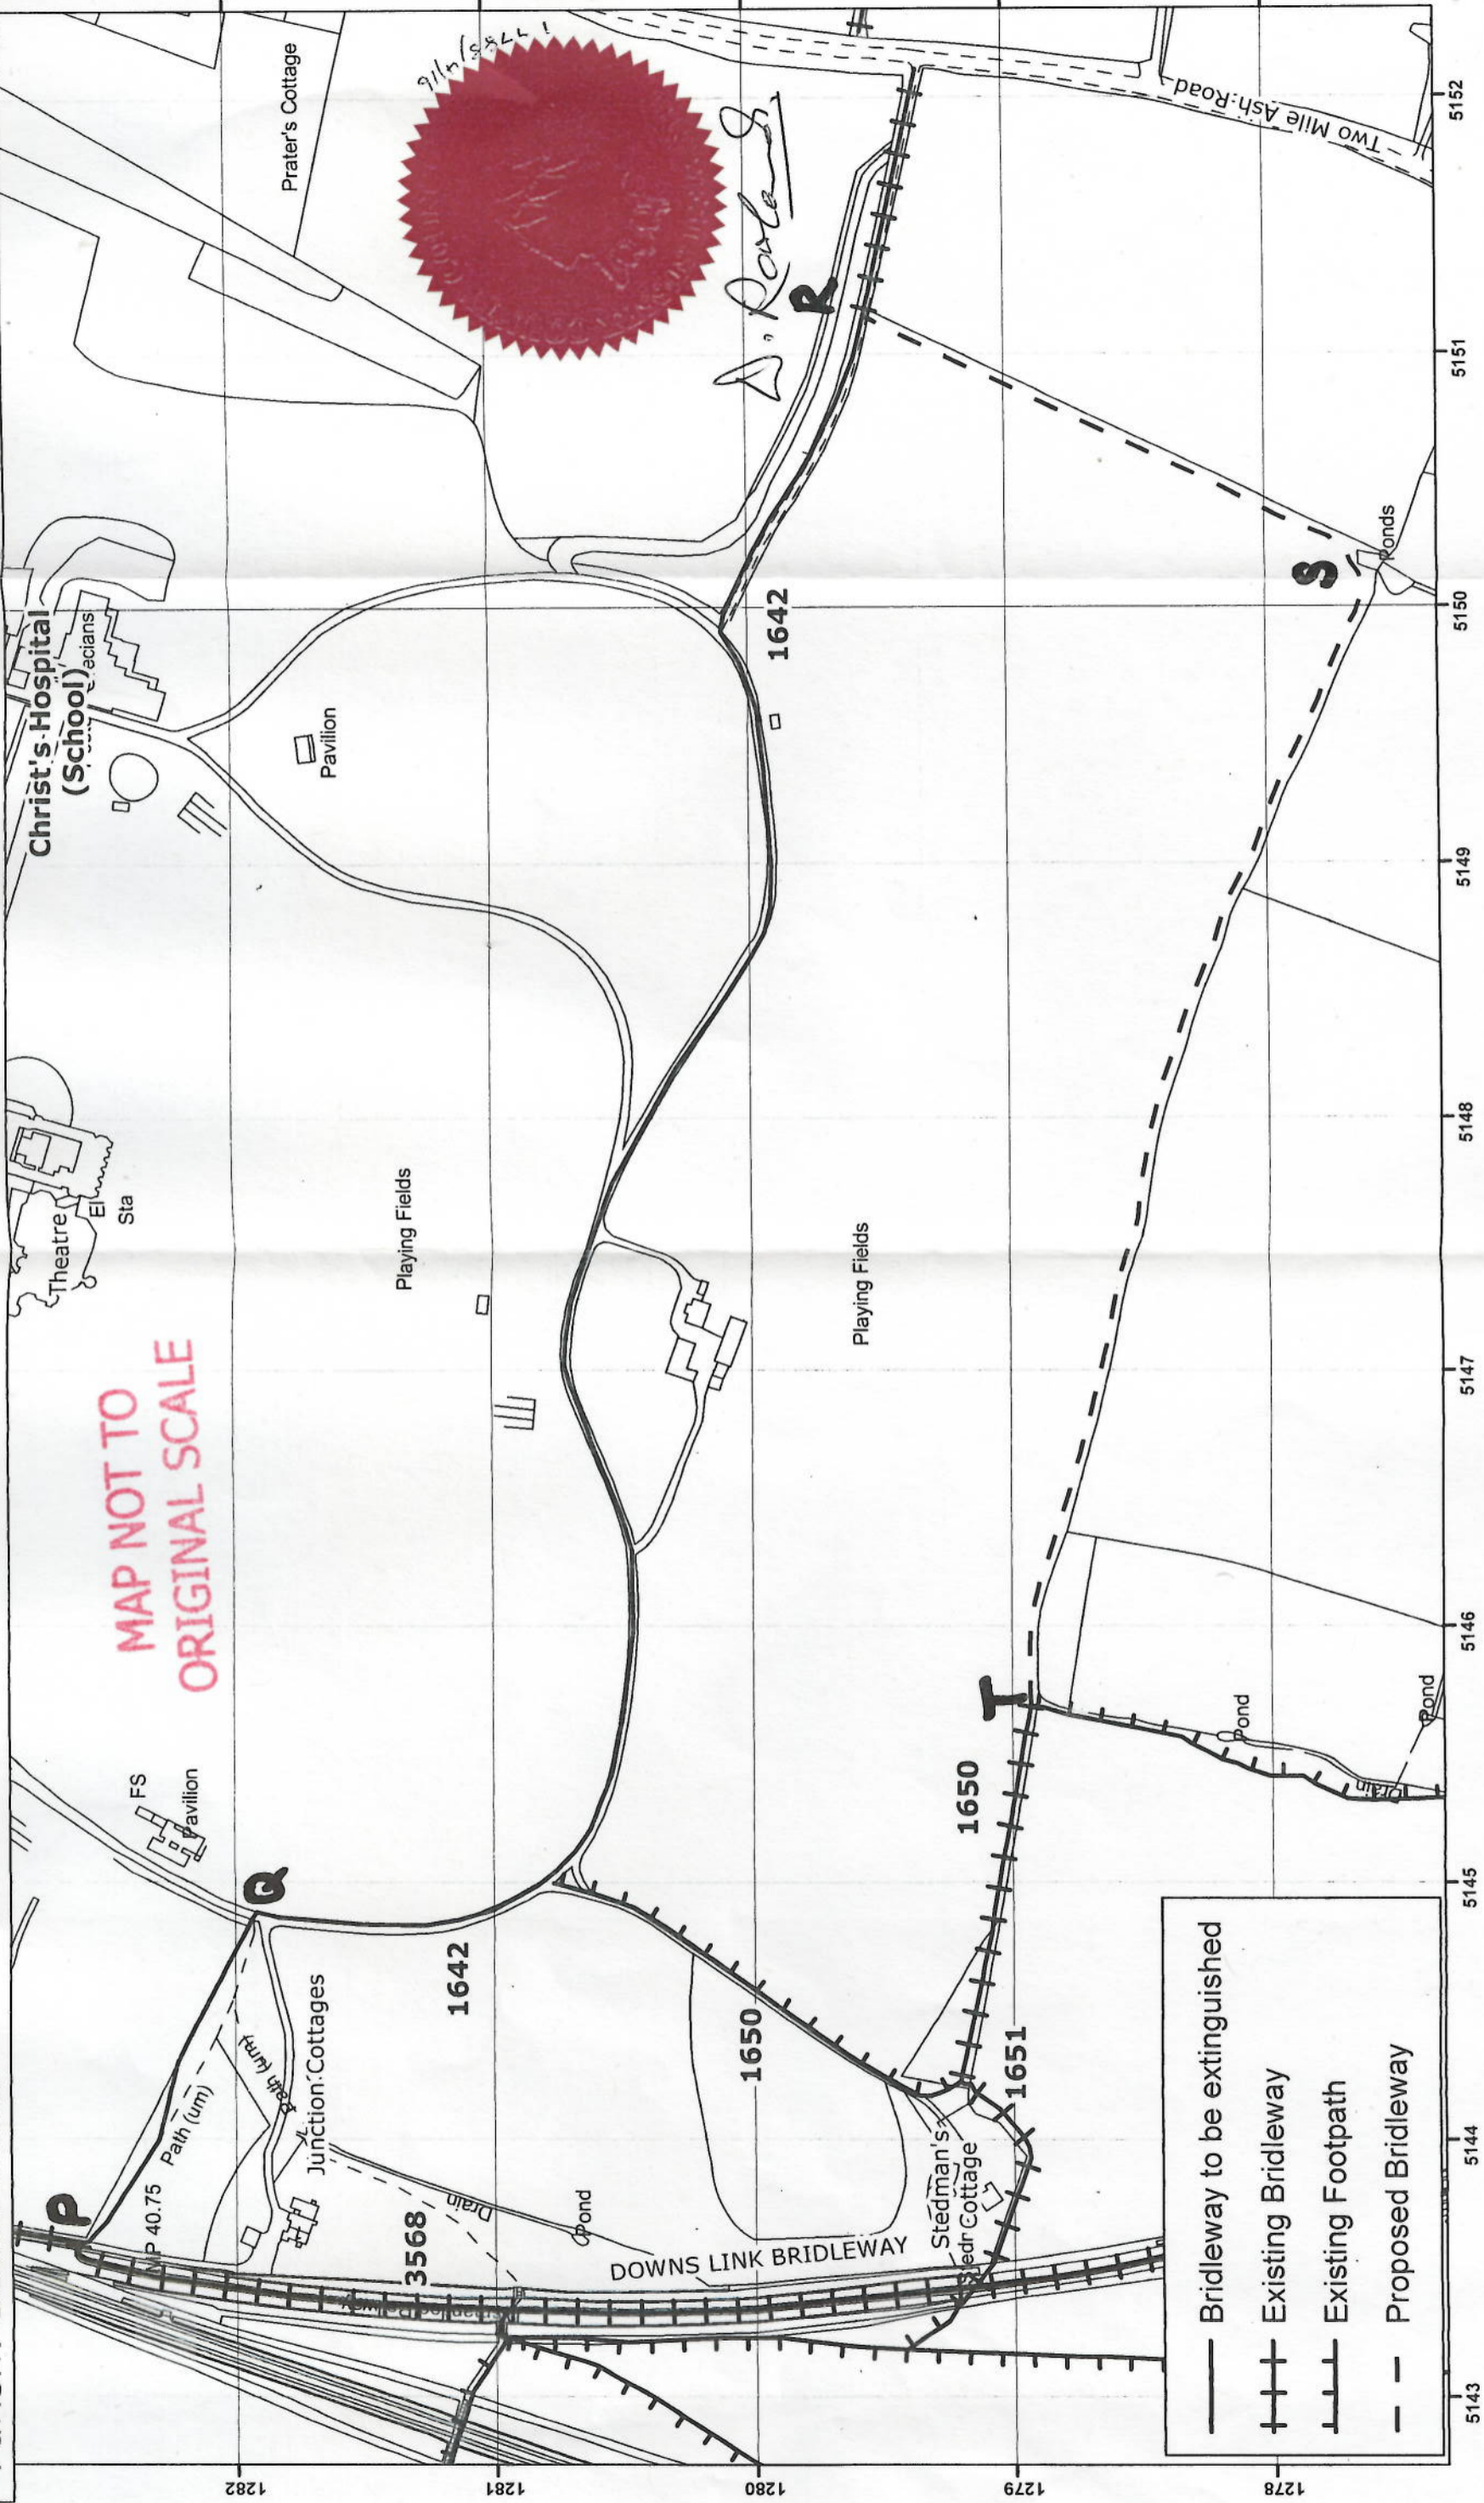 Christ's Hospital
(School)
Prater's Cottage
Theatre
El
Sta
MAP NOT TO
ORIGINAL SCALE
FS
Pavilion
Pavilion
Playing Fields
Playing Fields
P
Q
R
S
T
MP 40.75
Path (um)
Path (um)
Junction Cottages
Drain
Pond
3568
DOWNS LINK BRIDLEWAY
1642
1642
1650
1650
1651
Stedman's
Cottage
Pond
Pond
Drain
Ponds
Two Mile Ash Road
Bridleway to be extinguished
Existing Bridleway
Existing Footpath
Proposed Bridleway
1282
1281
1280
1279
1278
5143
5144
5145
5146
5147
5148
5149
5150
5151
5152